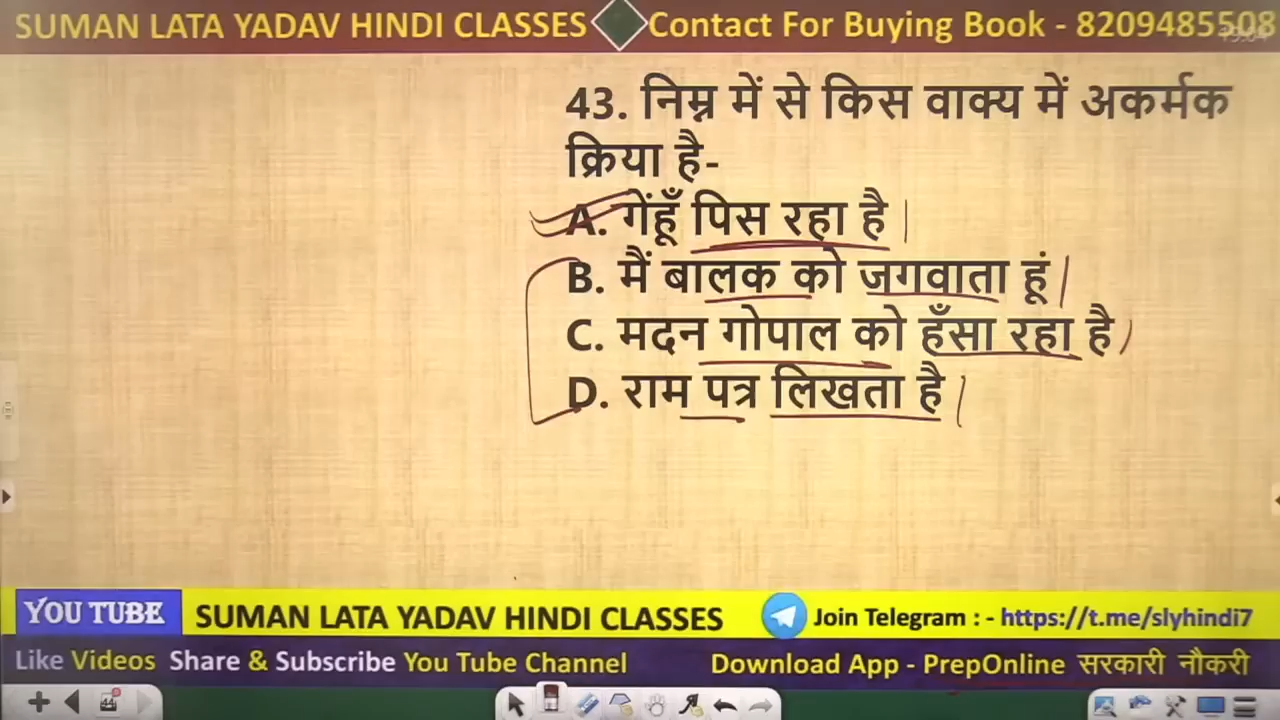 SUMAN LATA YADAV HINDI CLASSES Contact For Buying Book - 8209485508
43. निम्न में से किस वाक्य में अकर्मक
क्रिया है-
A. गेंहूँ पिस रहा है।
B. मैं बालक को जगवाता हूं।
C. मदन गोपाल को हँसा रहा है।
D. राम पत्र लिखता है।
YOU TUBE SUMAN LATA YADAV HINDI CLASSES Join Telegram : - https://t.me/slyhindi7
Like Videos Share & Subscribe You Tube Channel Download App - PrepOnline सरकारी नौकरी
44